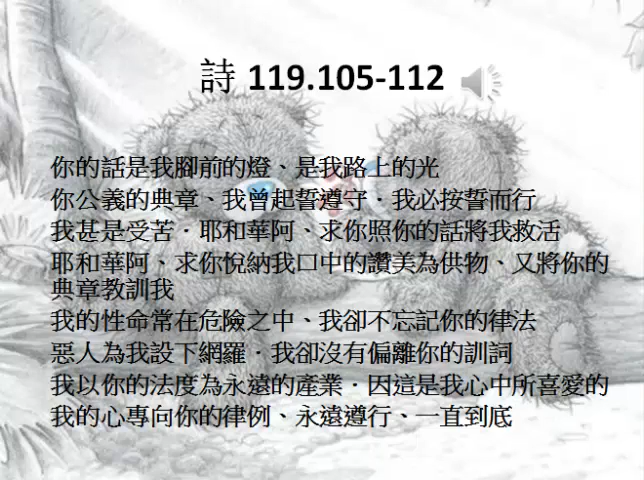 詩 119.105-112
你的話是我腳前的燈、是我路上的光
你公義的典章、我曾起誓遵守．我必按誓而行
我甚是受苦．耶和華阿、求你照你的話將我救活
耶和華阿、求你悅納我口中的讚美為供物、又將你的
典章教訓我
我的性命常在危險之中、我卻不忘記你的律法
惡人為我設下網羅．我卻沒有偏離你的訓詞
我以你的法度為永遠的產業．因這是我心中所喜愛的
我的心專向你的律例、永遠遵行、一直到底